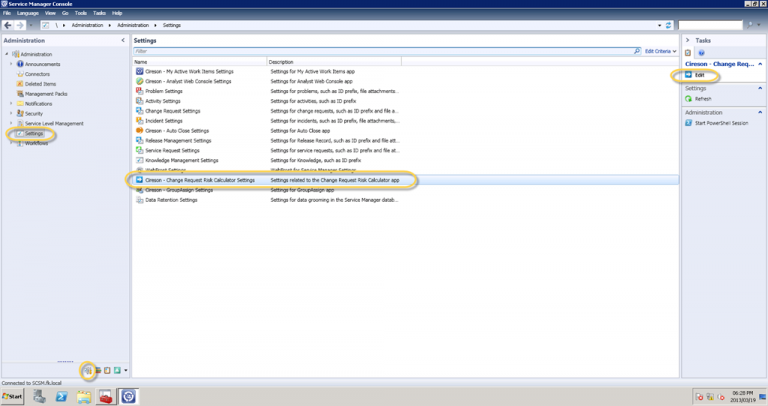 Service Manager Console
File Language View Go Tools Tasks Help
\ Administration Administration Settings
Administration
Administration
Announcements
Connectors
Deleted Items
Management Packs
Notifications
Security
Service Level Management
Settings
Workflows
Settings
Filter
Edit Criteria
Name Description
Cireson - My Active Work Items Settings Settings for My Active Work Items app
Cireson - Analyst Web Console Settings Settings for Analyst Web Console app
Problem Settings Settings for problems, such as ID prefix, file attachments...
Activity Settings Settings for activities, such as ID prefix
Change Request Settings Settings for change requests, such as ID prefix and file a...
Incident Settings Settings for incidents, such as ID prefix, file attachments,...
Cireson - Auto Close Settings Settings for Auto Close app
Release Management Settings Settings for Release Record, such as ID prefix and file att...
Service Request Settings Settings for service requests, such as ID prefix and file at...
Knowledge Management Settings Settings for Knowledge, such as ID prefix
Cireson - Change Request Risk Calculator Settings Settings related to the Change Request Risk Calculator app
Cireson - GroupAssign Settings Settings for GroupAssign app
Data Retention Settings Settings for data grooming in the Service Manager datab...
Tasks
Cireson - Change Req...
Edit
Settings
Refresh
Administration
Start PowerShell Session
Connected to SCSM.fk.local
Start
06:28 PM
2013/03/19